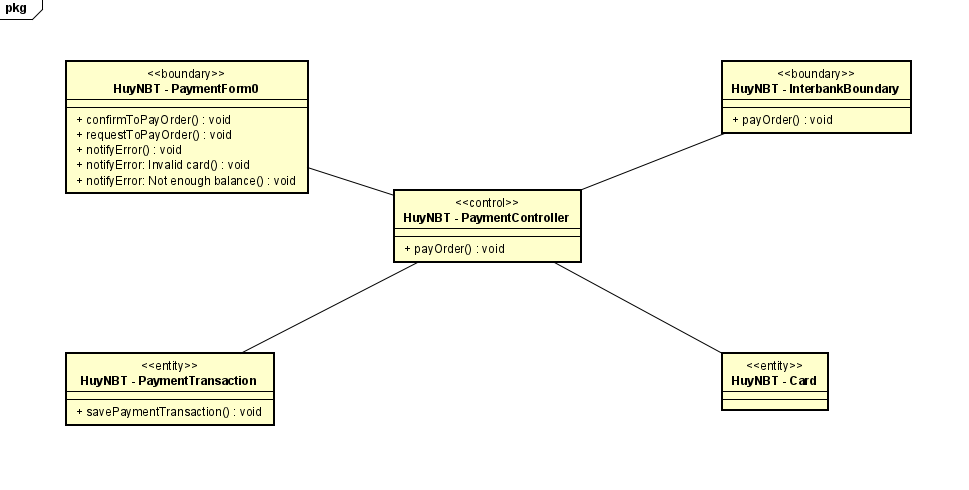 pkg
<<boundary>>
HuyNBT - PaymentForm0
+ confirmToPayOrder() : void
+ requestToPayOrder() : void
+ notifyError() : void
+ notifyError: Invalid card() : void
+ notifyError: Not enough balance() : void
<<boundary>>
HuyNBT - InterbankBoundary
+ payOrder() : void
<<control>>
HuyNBT - PaymentController
+ payOrder() : void
<<entity>>
HuyNBT - PaymentTransaction
+ savePaymentTransaction() : void
<<entity>>
HuyNBT - Card